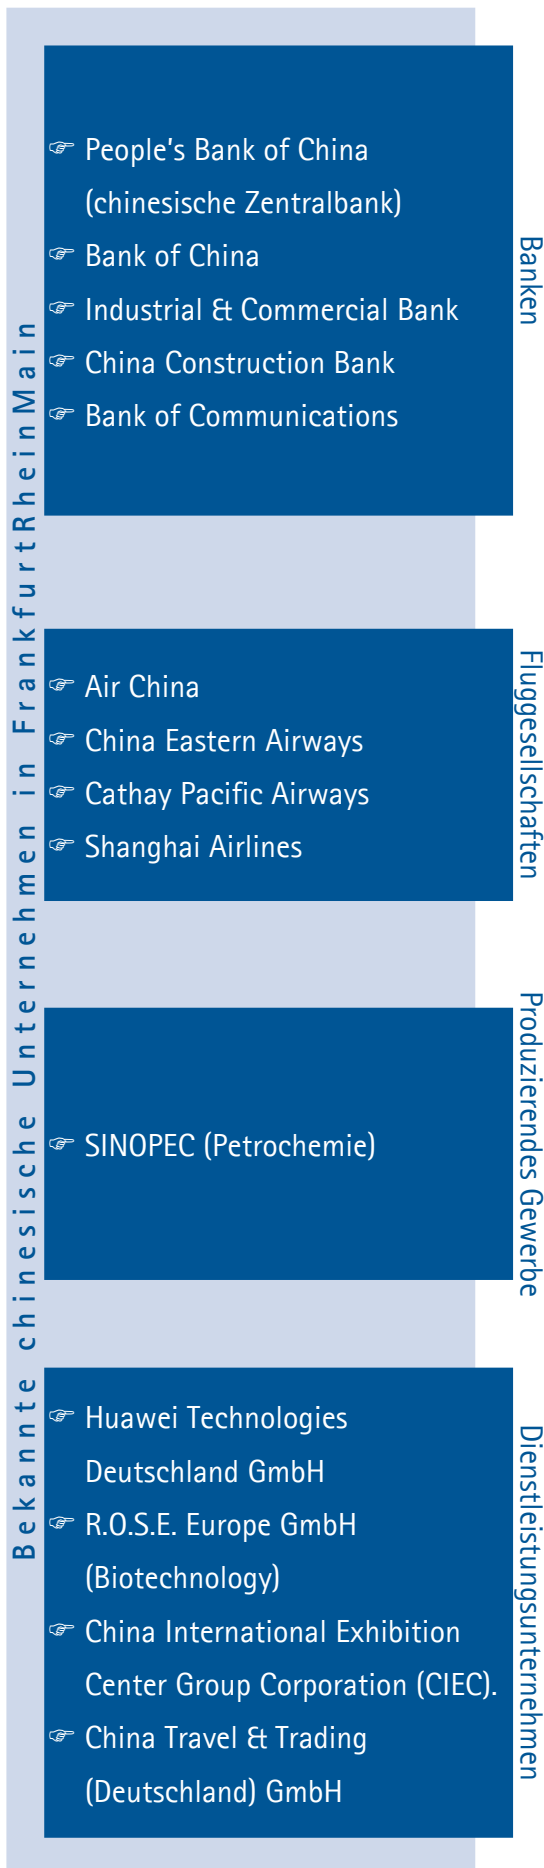 Bekannte chinesische Unternehmen in FrankfurtRheinMain
Banken
☞ People's Bank of China
(chinesische Zentralbank)
☞ Bank of China
☞ Industrial & Commercial Bank
☞ China Construction Bank
☞ Bank of Communications
Fluggesellschaften
☞ Air China
☞ China Eastern Airways
☞ Cathay Pacific Airways
☞ Shanghai Airlines
Produzierendes Gewerbe
☞ SINOPEC (Petrochemie)
Dienstleistungsunternehmen
☞ Huawei Technologies
Deutschland GmbH
☞ R.O.S.E. Europe GmbH
(Biotechnology)
☞ China International Exhibition
Center Group Corporation (CIEC).
☞ China Travel & Trading
(Deutschland) GmbH